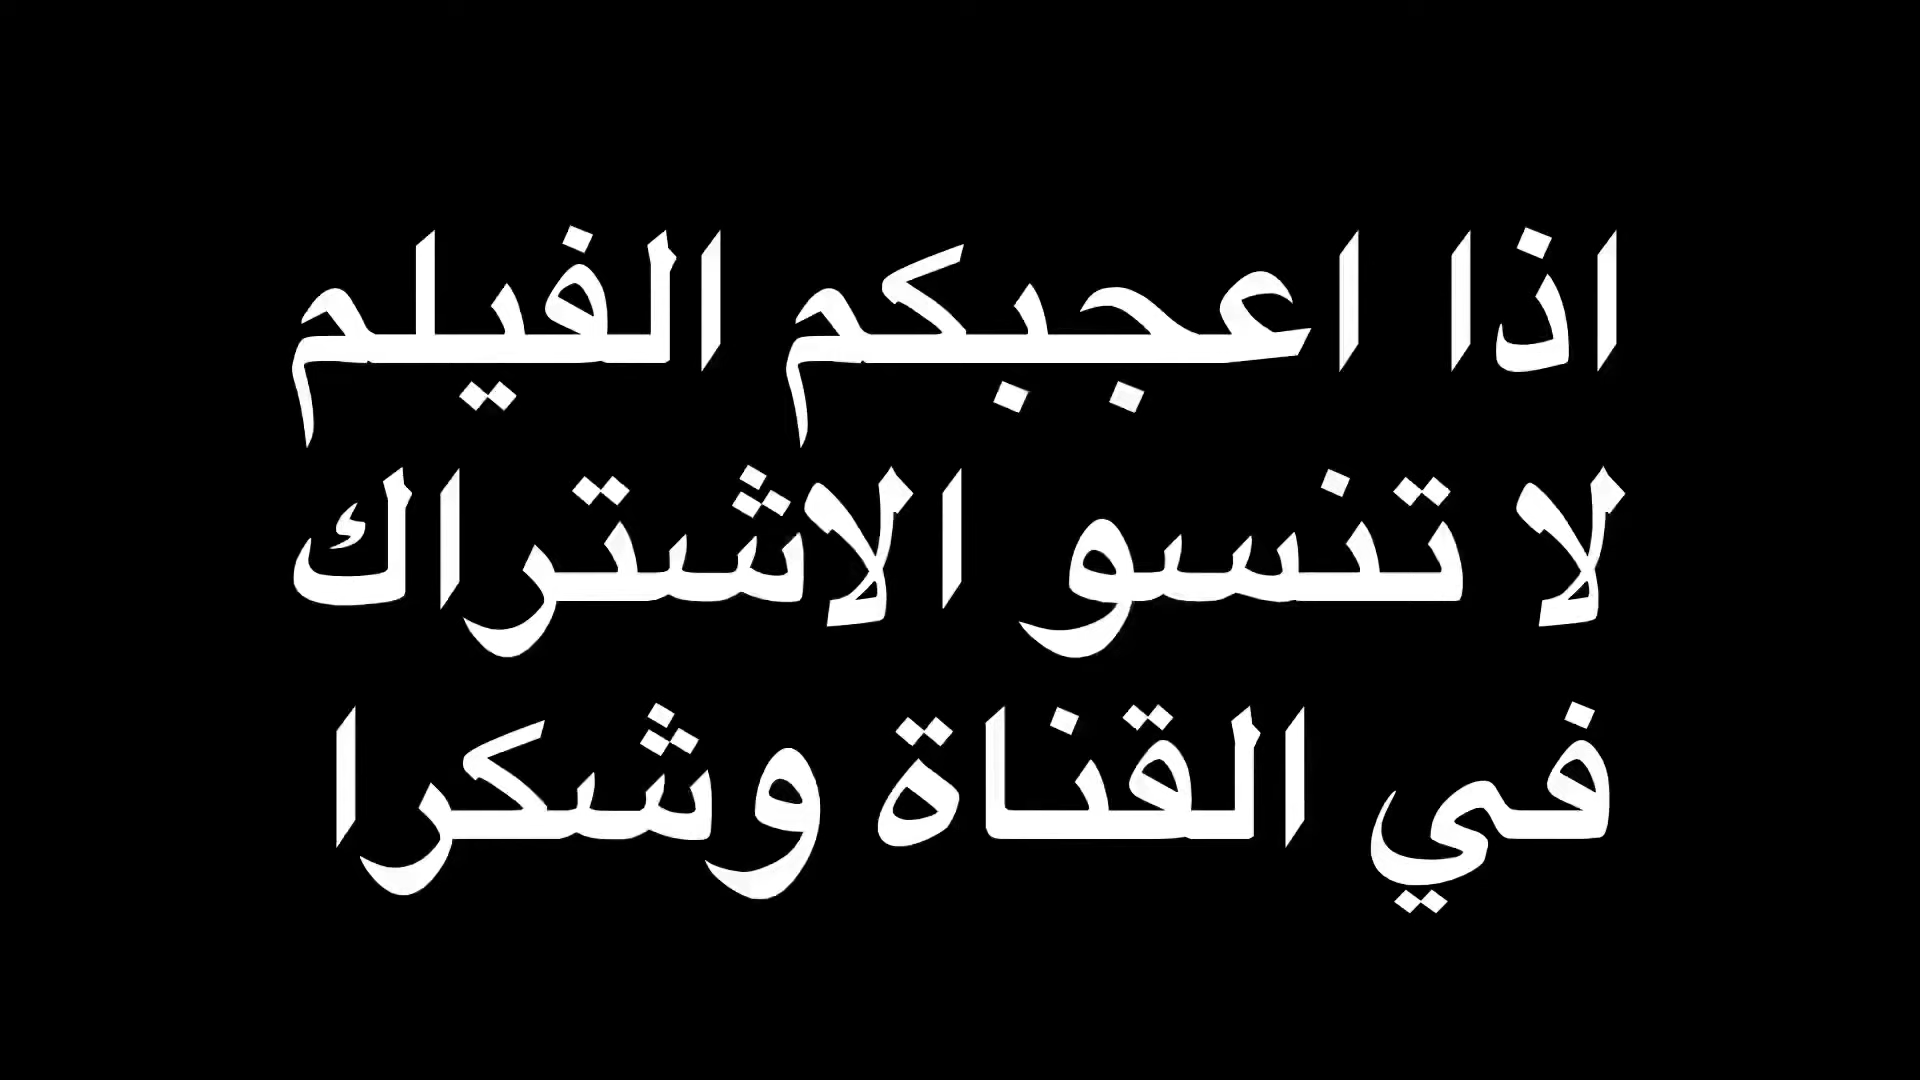 اذا اعجبكم الفيلم
لا تنسو الاشتراك
في القناة وشكرا